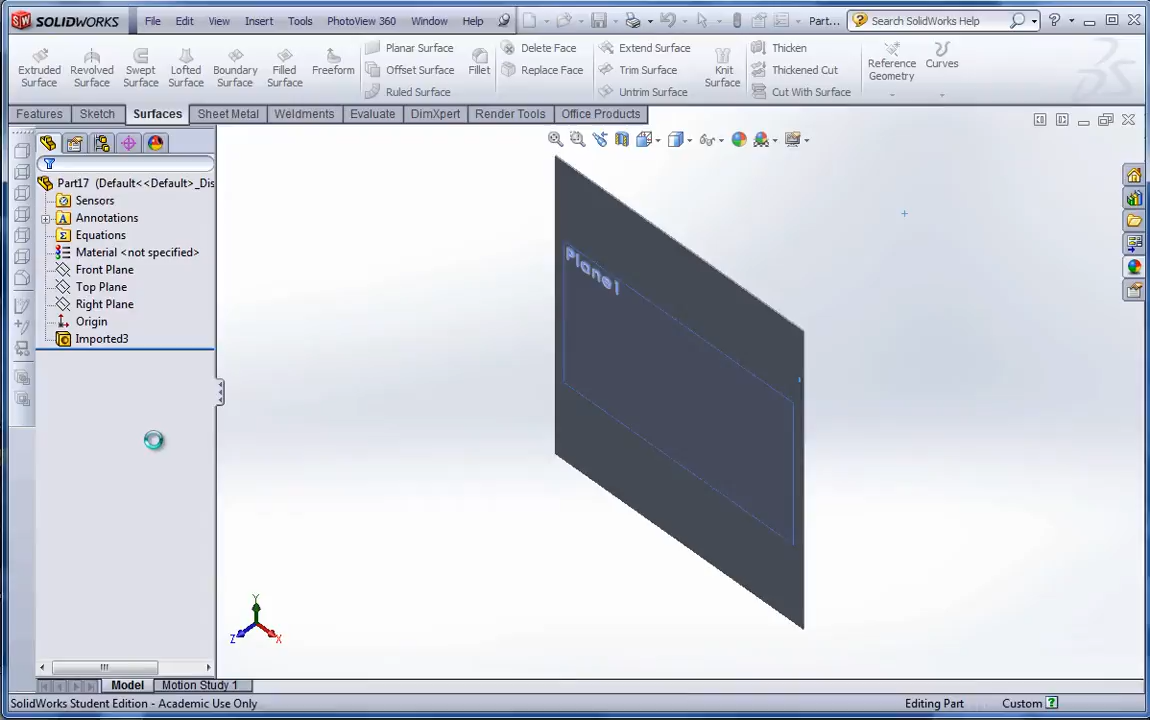 SOLIDWORKS File Edit View Insert Tools PhotoView 360 Window Help Part... Search SolidWorks Help
Extruded Surface Revolved Surface Swept Surface Lofted Surface Boundary Surface Filled Surface Freeform Planar Surface Offset Surface Ruled Surface Fillet Delete Face Replace Face Extend Surface Trim Surface Untrim Surface Knit Surface Thicken Thickened Cut Cut With Surface Reference Geometry Curves
Features Sketch Surfaces Sheet Metal Weldments Evaluate DimXpert Render Tools Office Products
Part17 (Default<<Default>_Dis
Sensors
Annotations
Equations
Material <not specified>
Front Plane
Top Plane
Right Plane
Origin
Imported3
Plane1
Y
Z X
Model Motion Study 1
SolidWorks Student Edition - Academic Use Only Editing Part Custom